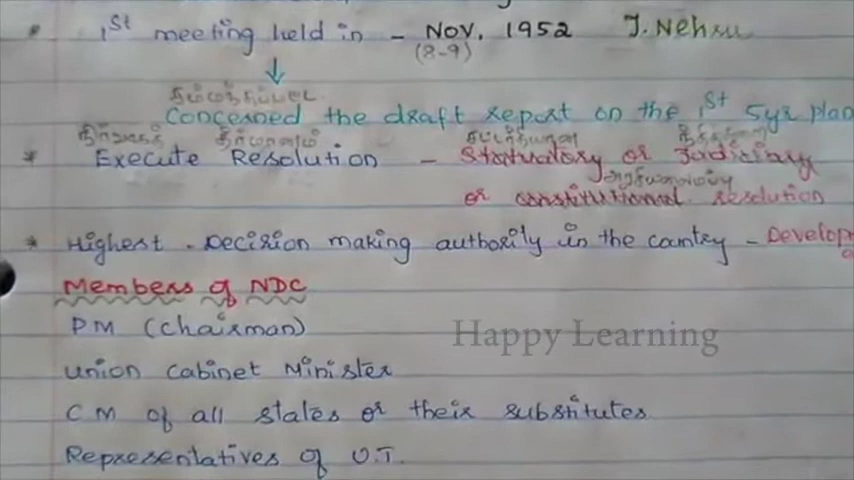 * 1st meeting held in - Nov, 1952 J. Nehru
(8-9)
Concerned the draft report on the 1st 5yr plan
* Execute Resolution - Statutory or Judiciary
or constitutional resolution
* Highest - Decision making authority in the country - Develop
Members of NDC
PM (Chairman)
Union Cabinet Minister
CM of all states or their substitutes
Representatives of U.T.
Happy Learning